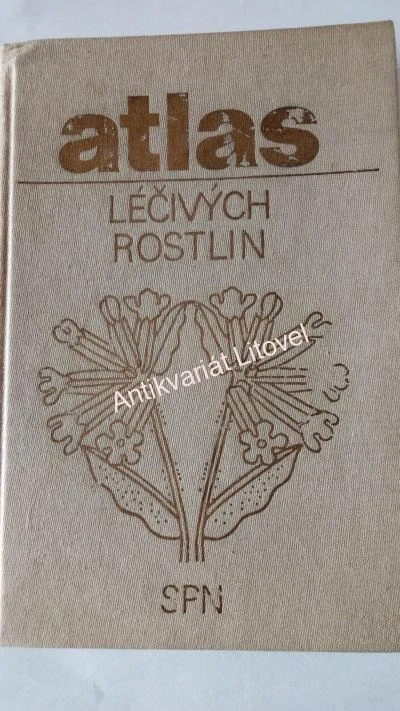 atlas
LÉČIVÝCH
ROSTLIN
Antikvariát Litovel
SPN